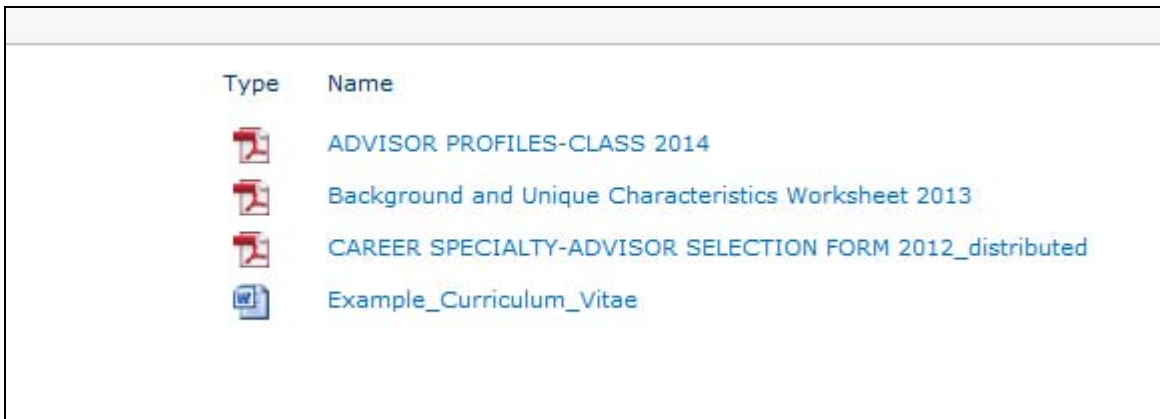 Type Name
ADVISOR PROFILES-CLASS 2014
Background and Unique Characteristics Worksheet 2013
CAREER SPECIALTY-ADVISOR SELECTION FORM 2012_distributed
Example_Curriculum_Vitae